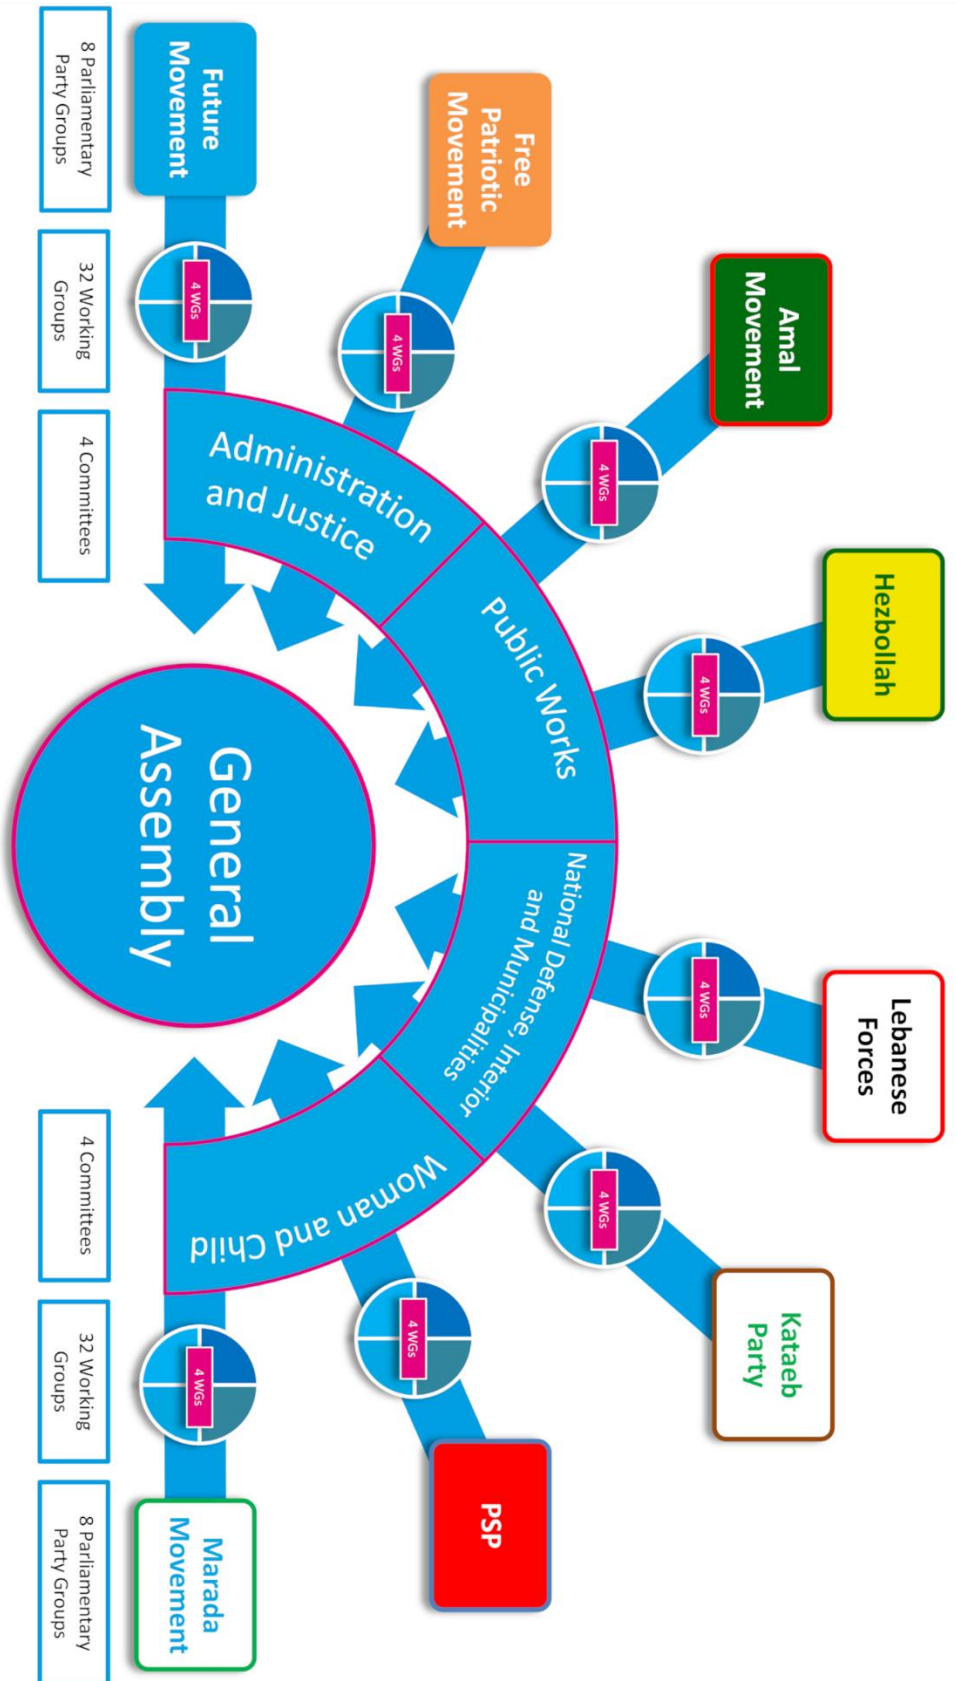 Future
Movement
Free
Patriotic
Movement
Amal
Movement
Hezbollah
Lebanese
Forces
Kataeb
Party
PSP
Marada
Movement
4 WGs
4 WGs
4 WGs
4 WGs
4 WGs
4 WGs
4 WGs
4 WGs
Administration
and Justice
Public Works
National Defense, Interior
and Municipalities
Woman and Child
General
Assembly
8 Parliamentary
Party Groups
32 Working
Groups
4 Committees
4 Committees
32 Working
Groups
8 Parliamentary
Party Groups